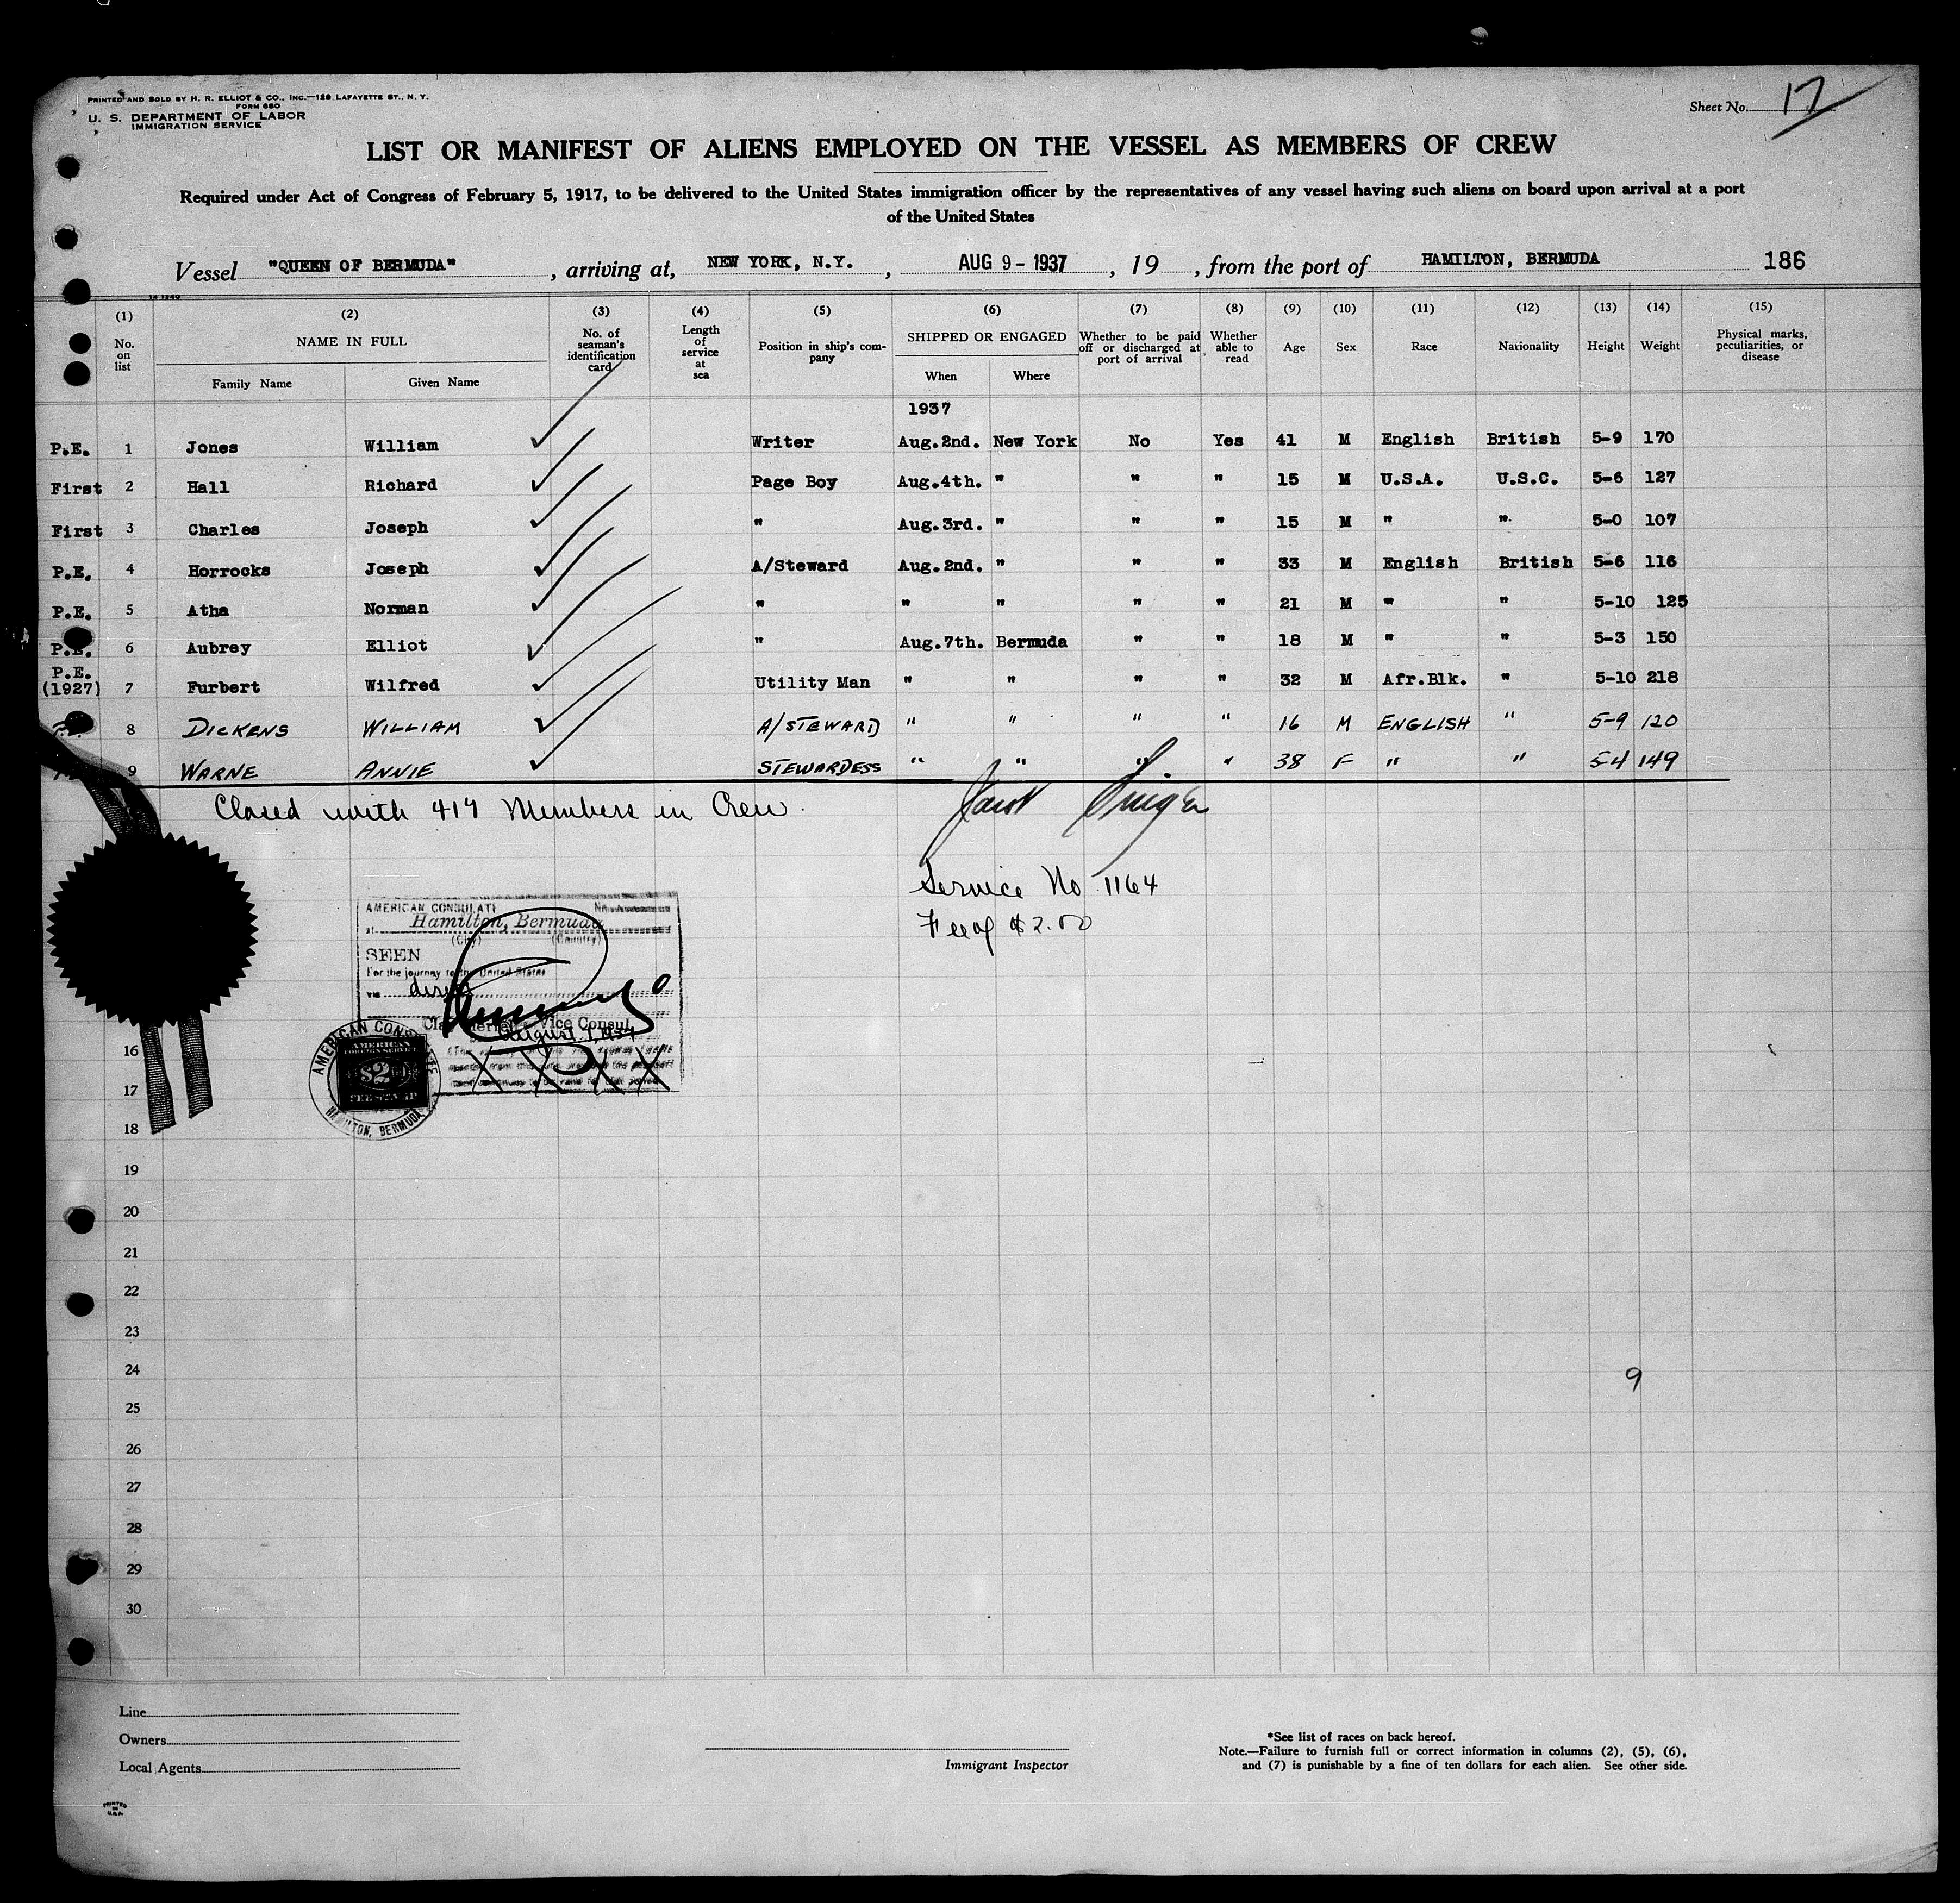 PRINTED AND SOLD BY H. R. ELLIOT & CO., INC.—129 LAFAYETTE ST., N. Y.
FORM 680
U. S. DEPARTMENT OF LABOR
IMMIGRATION SERVICE
Sheet No. 17
LIST OR MANIFEST OF ALIENS EMPLOYED ON THE VESSEL AS MEMBERS OF CREW
Required under Act of Congress of February 5, 1917, to be delivered to the United States immigration officer by the representatives of any vessel having such aliens on board upon arrival at a port
of the United States
Vessel "QUEEN OF BERMUDA", arriving at, NEW YORK, N.Y., AUG 9 - 1937, 19 , from the port of HAMILTON, BERMUDA 186
(1) (2) (3) (4) (5) (6) (7) (8) (9) (10) (11) (12) (13) (14) (15)
No. on list NAME IN FULL Family Name Given Name No. of seaman's identification card Length of service at sea Position in ship's company SHIPPED OR ENGAGED When Where Whether to be paid off or discharged at port of arrival Whether able to read Age Sex Race Nationality Height Weight Physical marks, peculiarities, or disease
1937
P.E. 1 Jones William Writer Aug.2nd. New York No Yes 41 M English British 5-9 170
First 2 Hall Richard Page Boy Aug.4th. " " " 15 M U.S.A. U.S.C. 5-6 127
First 3 Charles Joseph " Aug.3rd. " " " 15 M " " 5-0 107
P.E. 4 Horrocks Joseph A/Steward Aug.2nd. " " " 33 M English British 5-6 116
P.E. 5 Atha Norman " " " " " 21 M " " 5-10 125
P.E. 6 Aubrey Elliot " Aug.7th. Bermuda " " 18 M " " 5-3 150
P.E. (1927) 7 Furbert Wilfred Utility Man " " " " 32 M Afr.Blk. " 5-10 218
8 DICKENS WILLIAM A/STEWARD " " " " 16 M ENGLISH " 5-9 120
9 WARNE ANNIE STEWARDESS " " " " 38 F " " 5-4 149
Closed with 419 Members in Crew.
Service No 1164
Fee of $2.00
AMERICAN CONSULATE
at Hamilton, Bermuda
(City) (Country)
SEEN
For the journey to the United States
via direct
Vice Consul
August 7, 1937
AMERICAN
$2
FEE STAMP
HAMILTON, BERMUDA
16
17
18
19
20
21
22
23
24
9
25
26
27
28
29
30
Line
Owners
Local Agents
Immigrant Inspector
*See list of races on back hereof.
Note.—Failure to furnish full or correct information in columns (2), (5), (6),
and (7) is punishable by a fine of ten dollars for each alien. See other side.
PRINTED
IN
U.S.A.